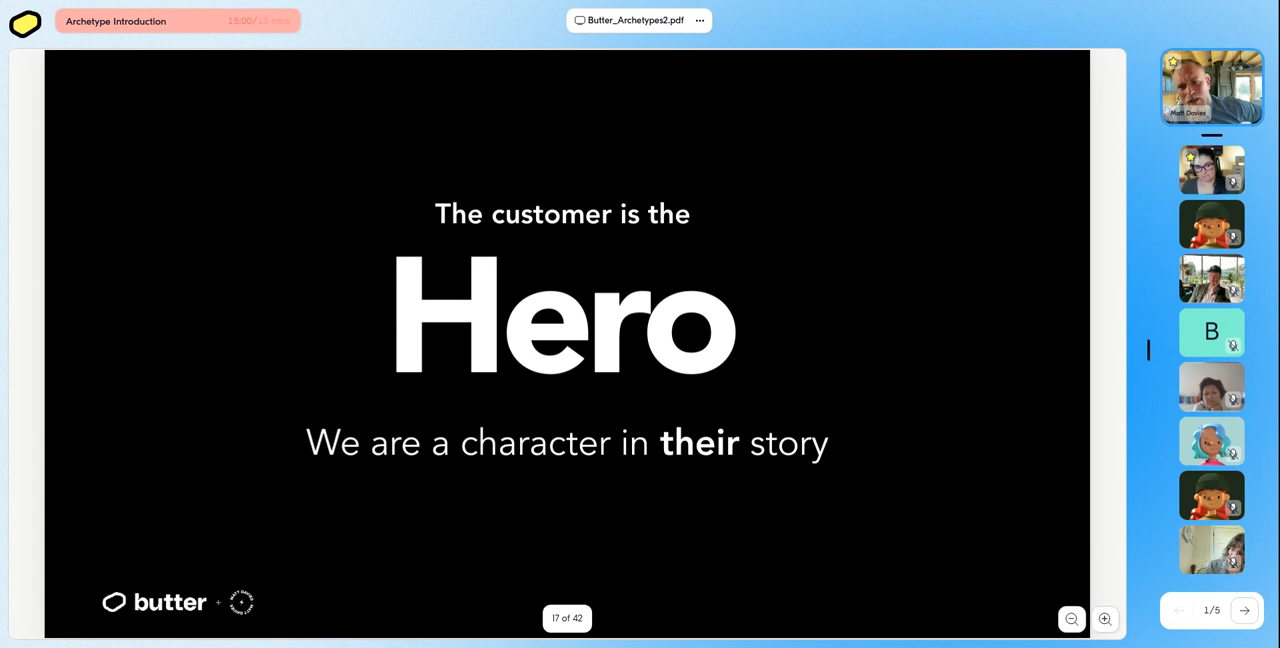 Archetype Introduction 15:00/15 mins
Butter_Archetypes2.pdf ...
Matt Davies
The customer is the
Hero
We are a character in their story
B
butter +
17 of 42
1/5